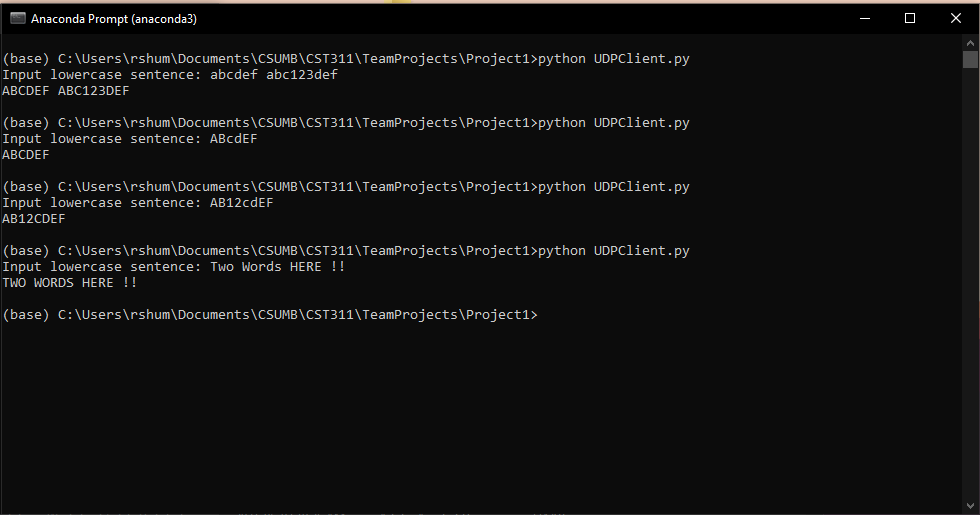 Anaconda Prompt (anaconda3)
(base) C:\Users\rshum\Documents\CSUMB\CST311\TeamProjects\Project1>python UDPClient.py
Input lowercase sentence: abcdef abc123def
ABCDEF ABC123DEF
(base) C:\Users\rshum\Documents\CSUMB\CST311\TeamProjects\Project1>python UDPClient.py
Input lowercase sentence: ABcdEF
ABCDEF
(base) C:\Users\rshum\Documents\CSUMB\CST311\TeamProjects\Project1>python UDPClient.py
Input lowercase sentence: AB12cdEF
AB12CDEF
(base) C:\Users\rshum\Documents\CSUMB\CST311\TeamProjects\Project1>python UDPClient.py
Input lowercase sentence: Two Words HERE !!
TWO WORDS HERE !!
(base) C:\Users\rshum\Documents\CSUMB\CST311\TeamProjects\Project1>